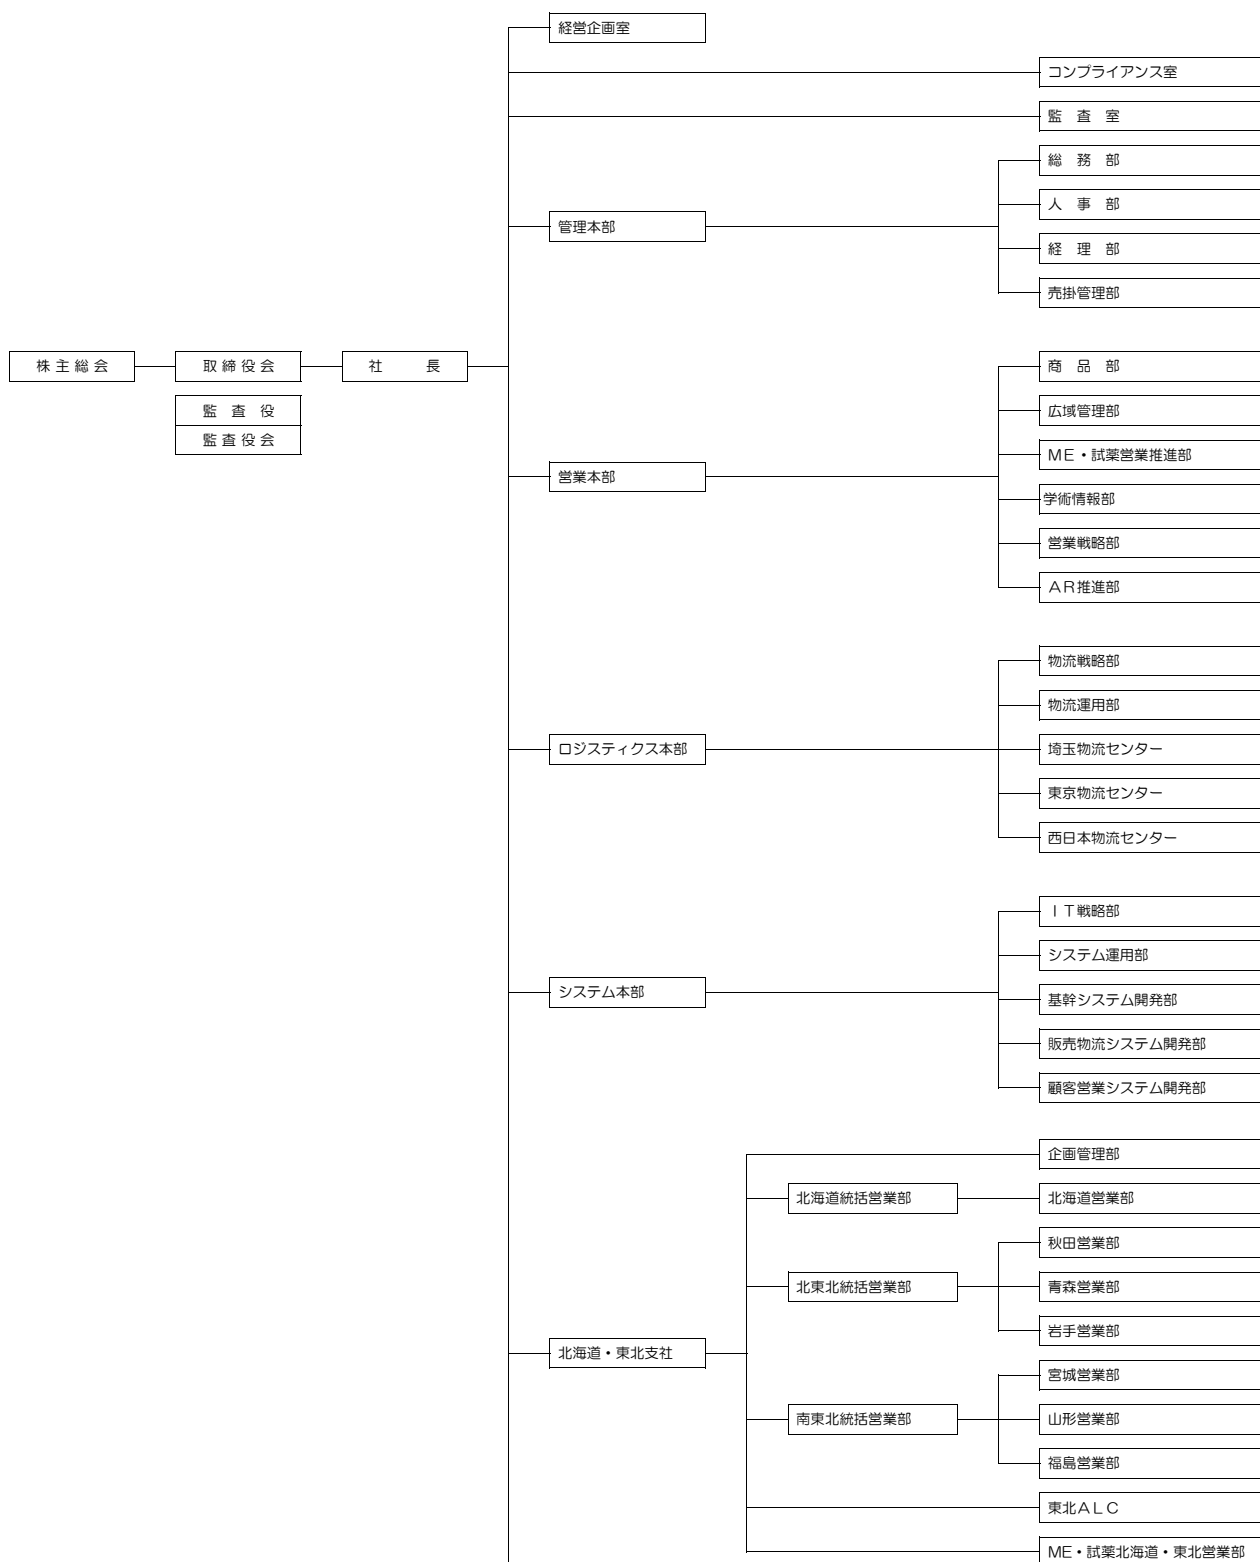 経営企画室
コンプライアンス室
監　査　室
総　務　部
人　事　部
管理本部
経　理　部
売掛管理部
株 主 総 会
取 締 役 会
社　　　長
監　査　役
監 査 役 会
商　品　部
広域管理部
ＭＥ・試薬営業推進部
営業本部
学術情報部
営業戦略部
ＡＲ推進部
物流戦略部
物流運用部
ロジスティクス本部
埼玉物流センター
東京物流センター
西日本物流センター
ＩＴ戦略部
システム運用部
システム本部
基幹システム開発部
販売物流システム開発部
顧客営業システム開発部
企画管理部
北海道統括営業部
北海道営業部
秋田営業部
北東北統括営業部
青森営業部
岩手営業部
北海道・東北支社
宮城営業部
南東北統括営業部
山形営業部
福島営業部
東北ＡＬＣ
ME・試薬北海道・東北営業部